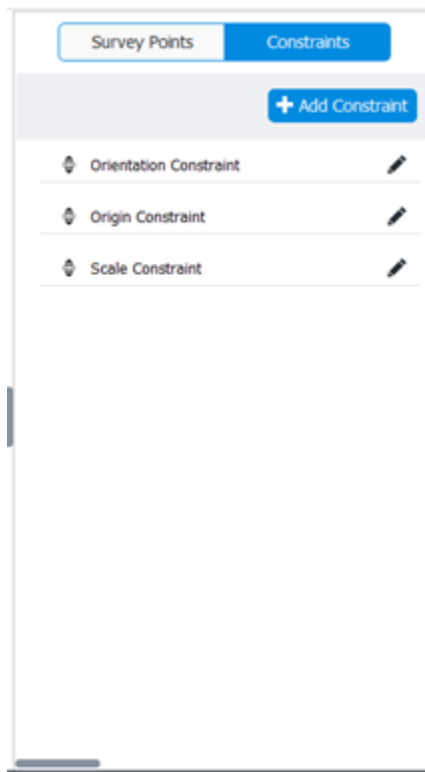 Survey Points Constraints
Add Constraint
Orientation Constraint
Origin Constraint
Scale Constraint